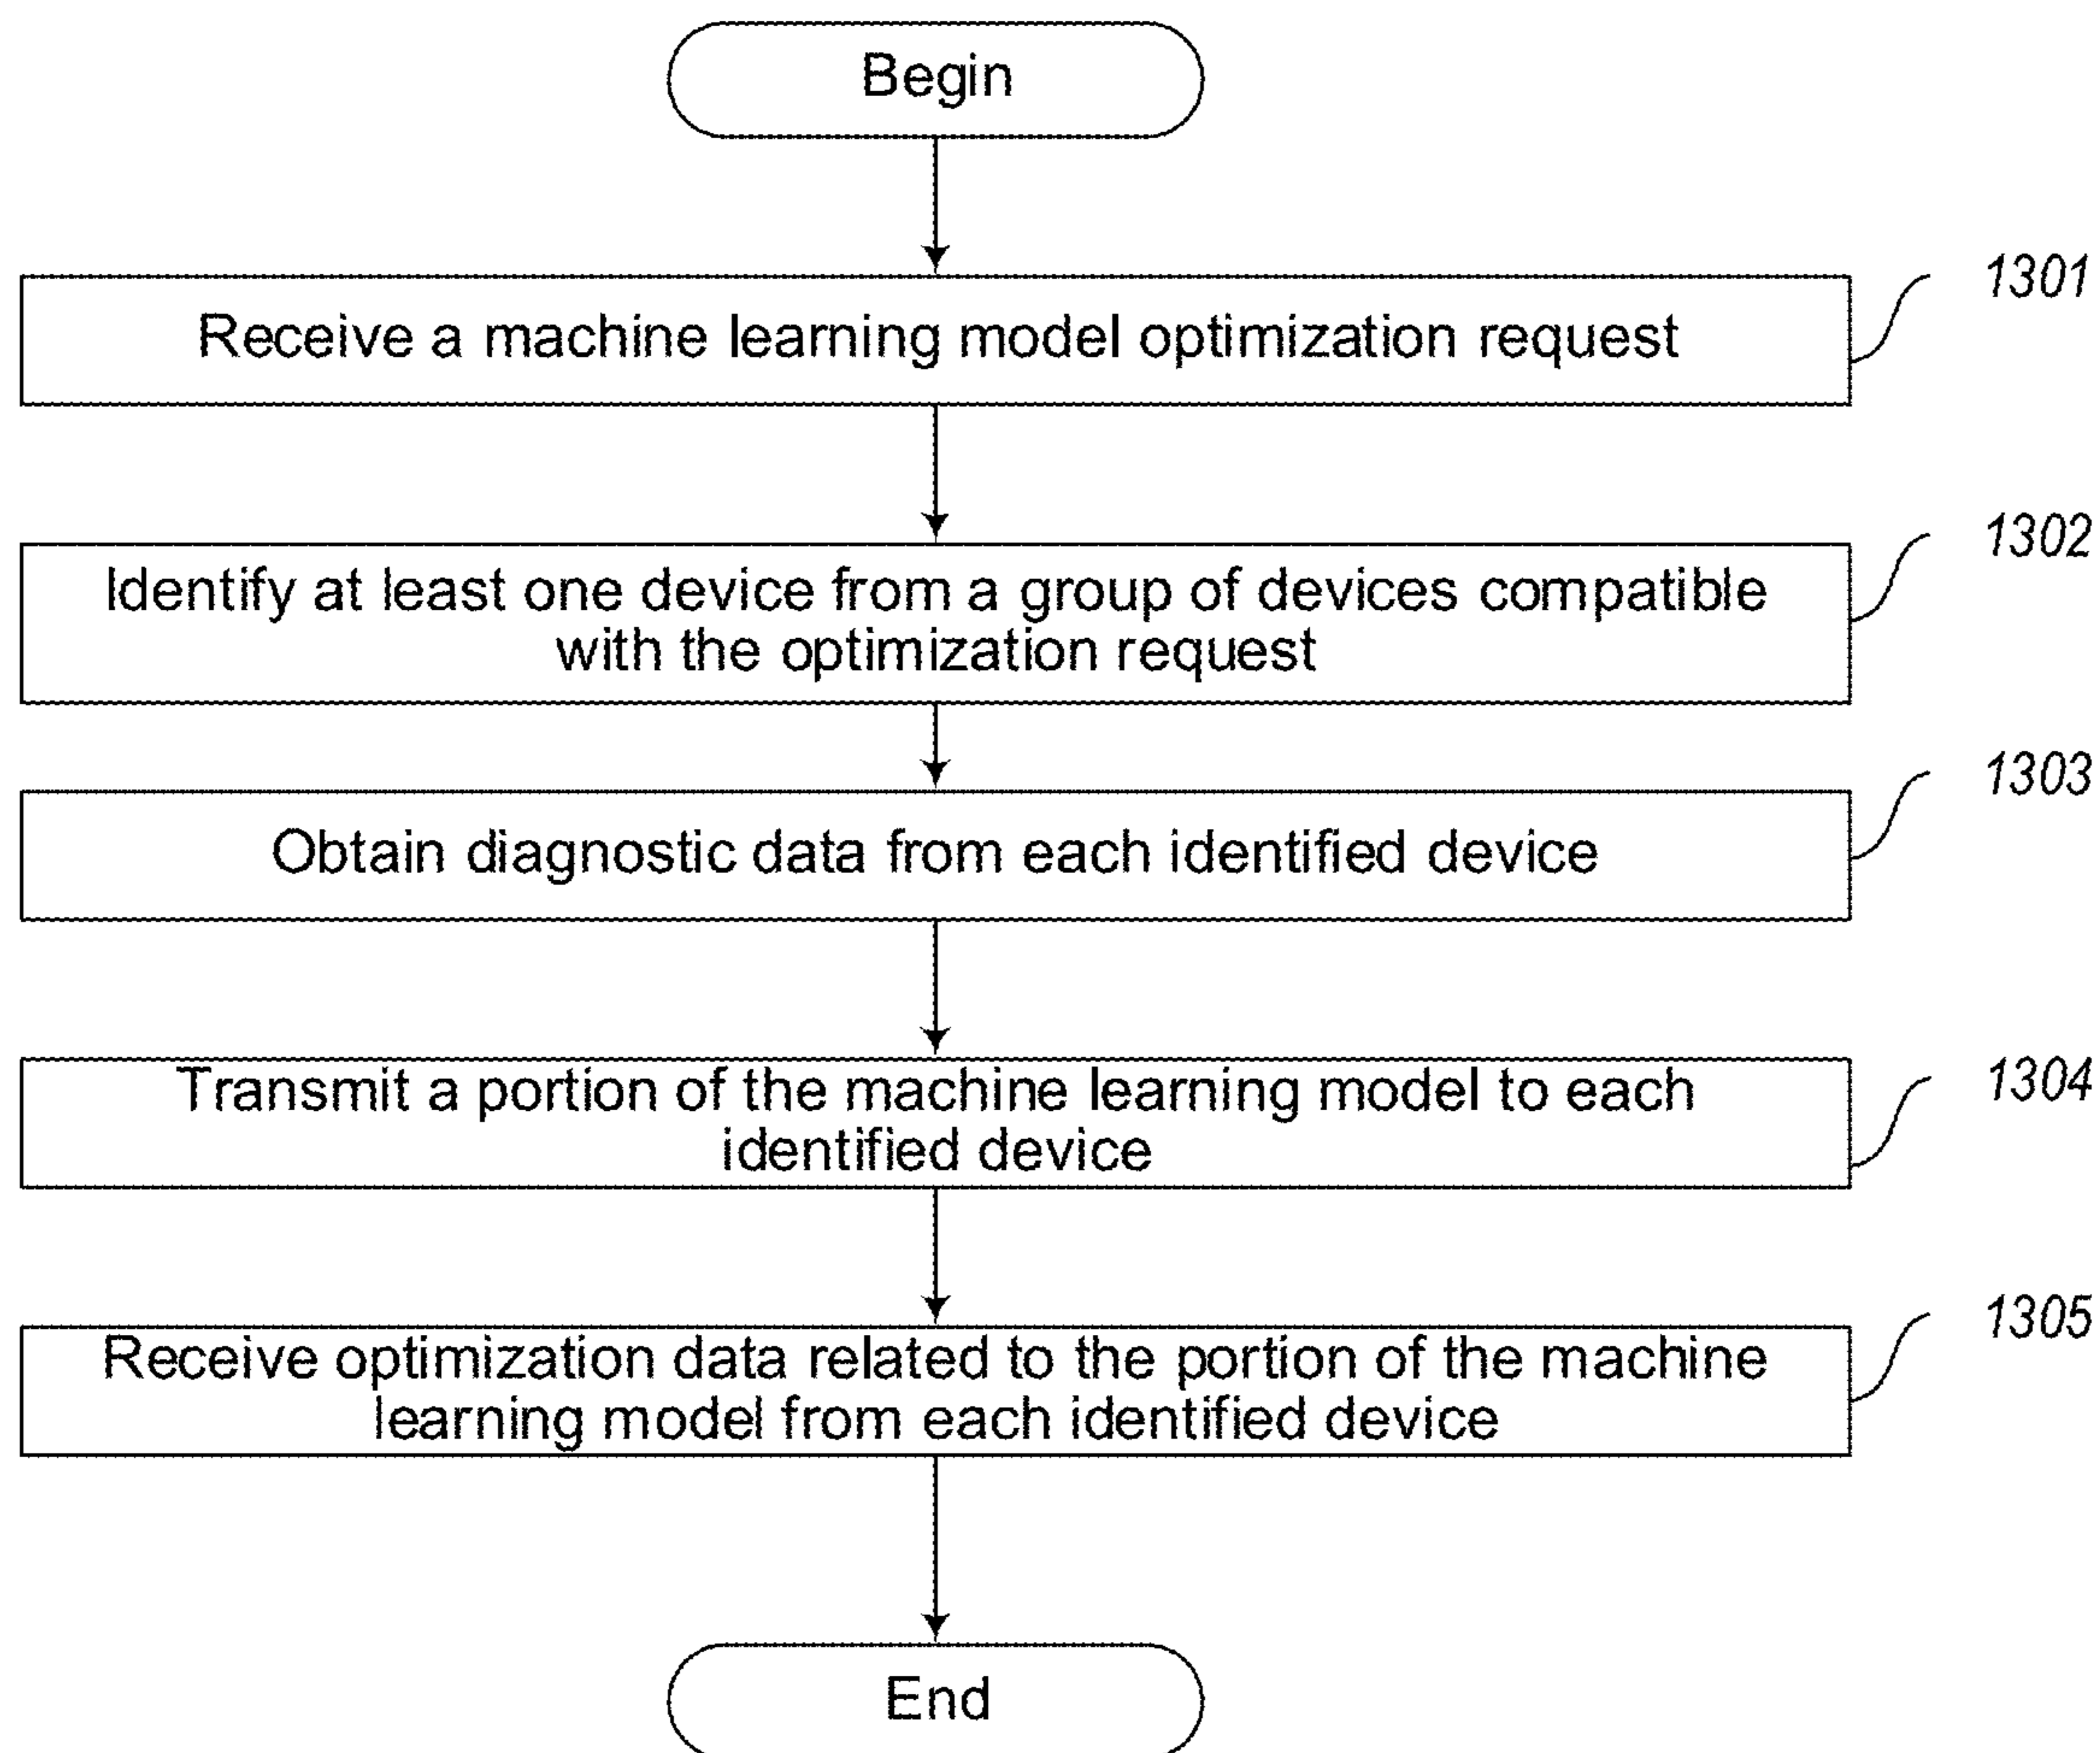 Begin
1301
Receive a machine learning model optimization request
1302
Identify at least one device from a group of devices compatible
with the optimization request
1303
Obtain diagnostic data from each identified device
1304
Transmit a portion of the machine learning model to each
identified device
1305
Receive optimization data related to the portion of the machine
learning model from each identified device
End